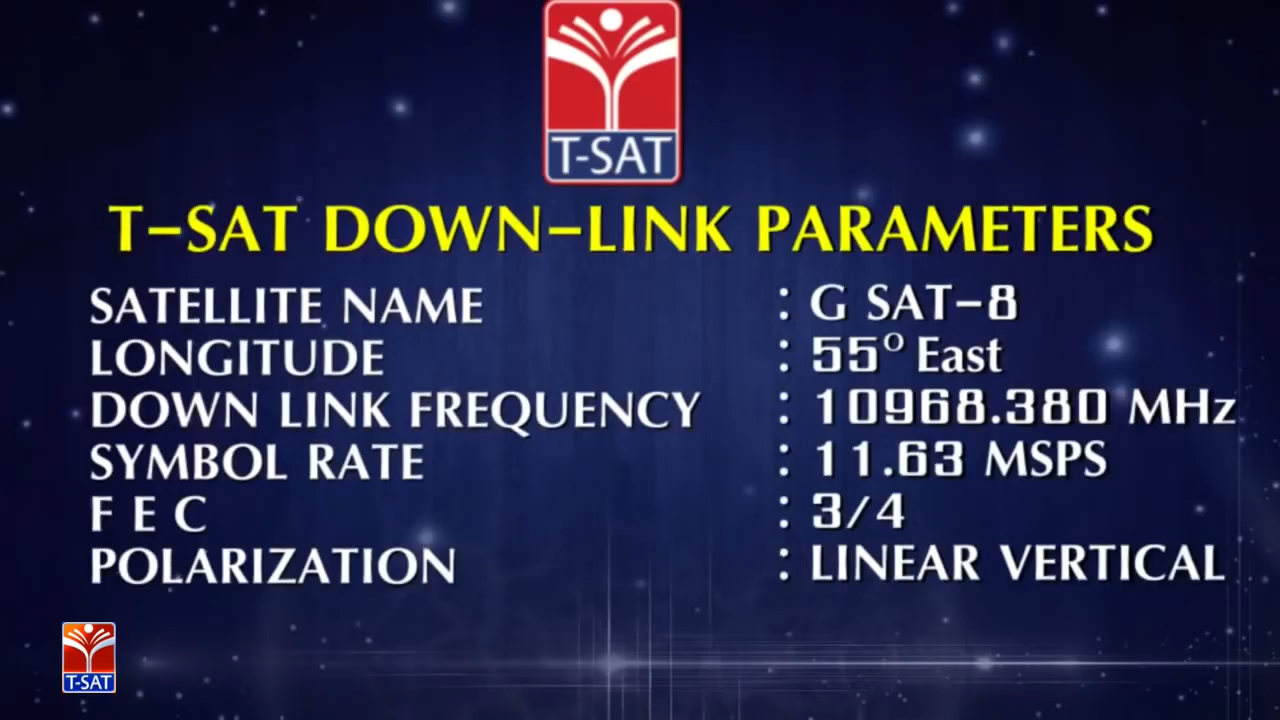 T-SAT
T-SAT DOWN-LINK PARAMETERS
SATELLITE NAME : G SAT-8
LONGITUDE : 55° East
DOWN LINK FREQUENCY : 10968.380 MHz
SYMBOL RATE : 11.63 MSPS
F E C : 3/4
POLARIZATION : LINEAR VERTICAL
T-SAT